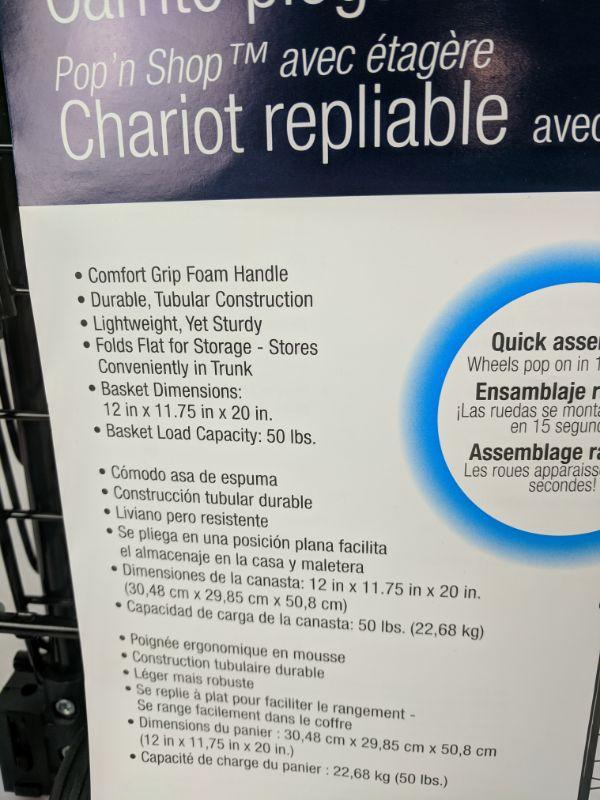 Pop'n Shop™ avec étagère
Chariot repliable avec
• Comfort Grip Foam Handle
• Durable, Tubular Construction
• Lightweight, Yet Sturdy
• Folds Flat for Storage - Stores
Conveniently in Trunk
• Basket Dimensions:
12 in x 11.75 in x 20 in.
• Basket Load Capacity: 50 lbs.
• Cómodo asa de espuma
• Construcción tubular durable
• Liviano pero resistente
• Se pliega en una posición plana facilita
el almacenaje en la casa y maletera
• Dimensiones de la canasta: 12 in x 11.75 in x 20 in.
(30,48 cm x 29,85 cm x 50,8 cm)
• Capacidad de carga de la canasta: 50 lbs. (22,68 kg)
• Poignée ergonomique en mousse
• Construction tubulaire durable
• Léger mais robuste
• Se replie à plat pour faciliter le rangement -
Se range facilement dans le coffre
• Dimensions du panier : 30,48 cm x 29,85 cm x 50,8 cm
(12 in x 11,75 in x 20 in.)
• Capacité de charge du panier : 22,68 kg (50 lbs.)
Quick
Wheels pop on in
Ensamblaje
¡Las ruedas se
en 15
Assemblage
Les roues
secondes!